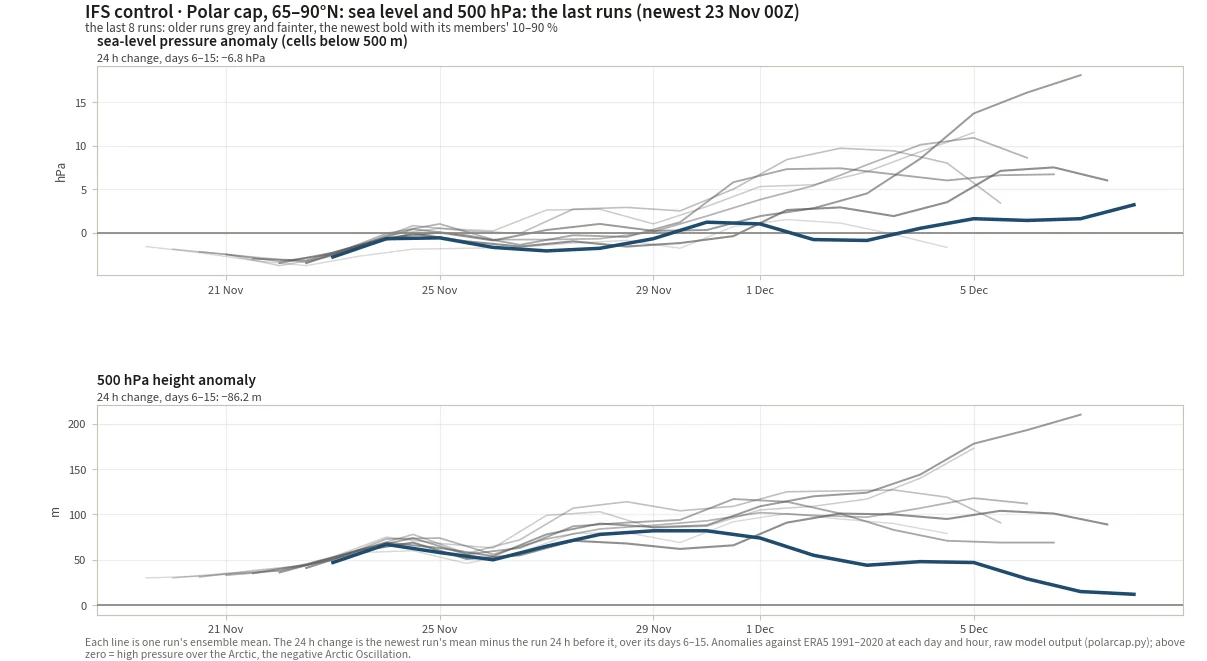 IFS control · Polar cap, 65–90°N: sea level and 500 hPa: the last runs (newest 23 Nov 00Z)
the last 8 runs: older runs grey and fainter, the newest bold with its members' 10–90 %
sea-level pressure anomaly (cells below 500 m)
24 h change, days 6–15: −6.8 hPa
15
10
5
0
hPa
21 Nov
25 Nov
29 Nov
1 Dec
5 Dec
500 hPa height anomaly
24 h change, days 6–15: −86.2 m
200
150
100
50
0
m
21 Nov
25 Nov
29 Nov
1 Dec
5 Dec
Each line is one run's ensemble mean. The 24 h change is the newest run's mean minus the run 24 h before it, over its days 6–15. Anomalies against ERA5 1991–2020 at each day and hour, raw model output (polarcap.py); above
zero = high pressure over the Arctic, the negative Arctic Oscillation.